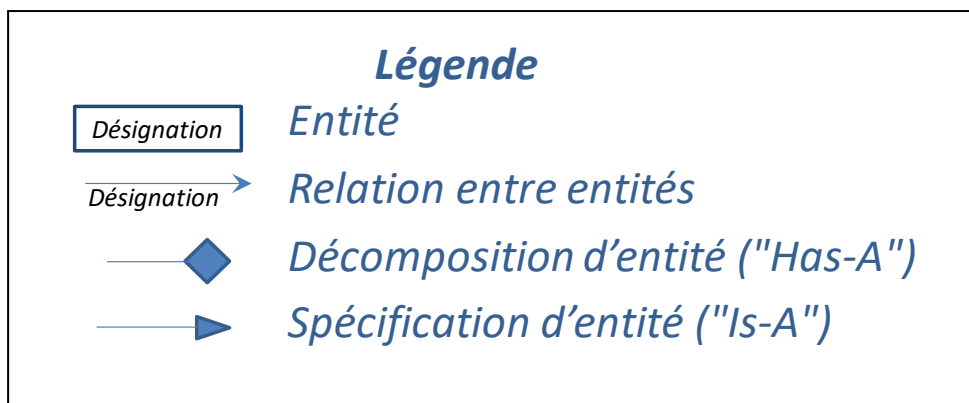 Légende
Désignation
Entité
Désignation
Relation entre entités
Décomposition d’entité ("Has-A")
Spécification d’entité ("Is-A")